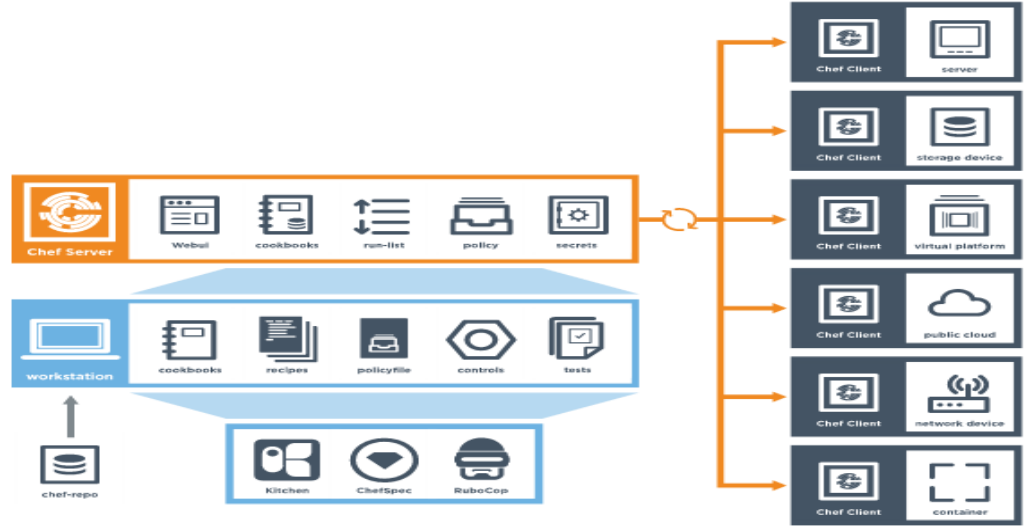 Chef Client
server
Chef Client
storage device
Chef Client
virtual platform
Chef Client
public cloud
Chef Client
network device
Chef Client
container
Chef Server
WebuI
cookbooks
run-list
policy
secrets
workstation
cookbooks
recipes
policyfile
controls
tests
chef-repo
Kitchen
ChefSpec
RuboCop